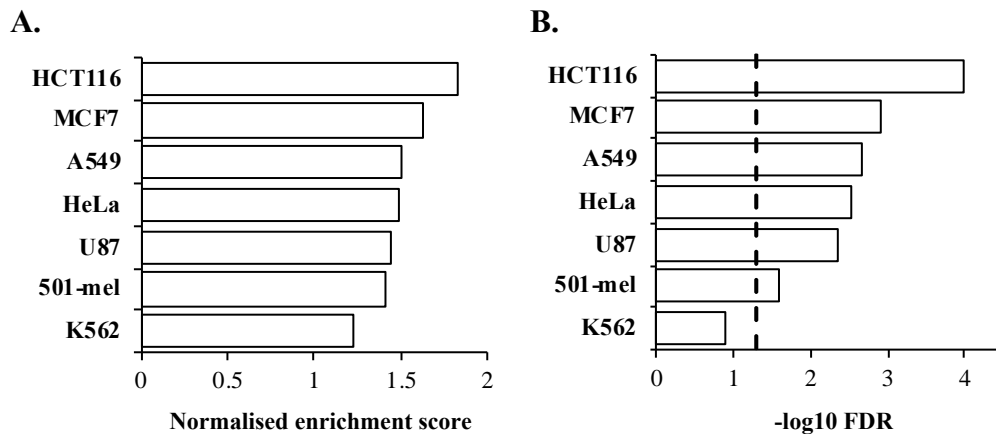 A.
HCT116
MCF7
A549
HeLa
U87
501-mel
K562
0 0.5 1 1.5 2
Normalised enrichment score
B.
HCT116
MCF7
A549
HeLa
U87
501-mel
K562
0 1 2 3 4
-log10 FDR